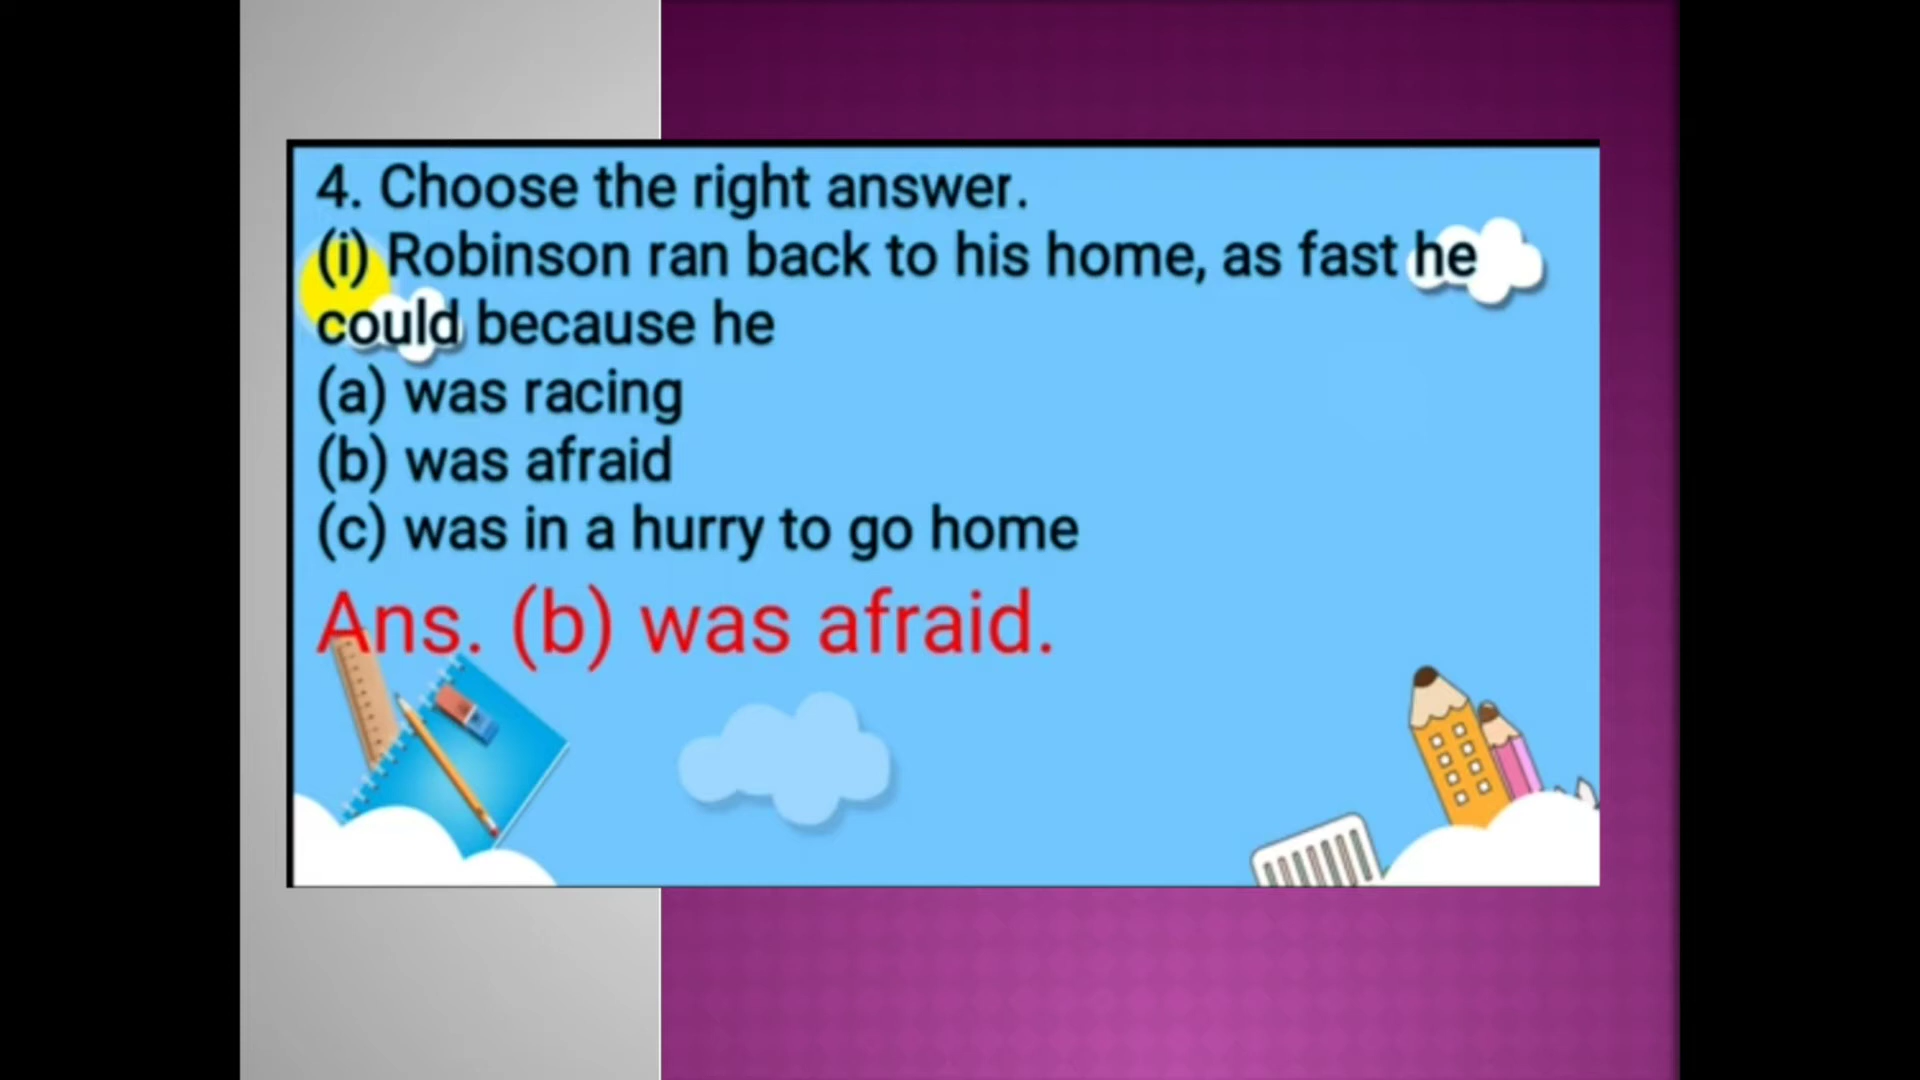 4. Choose the right answer.
(i) Robinson ran back to his home, as fast he
could because he
(a) was racing
(b) was afraid
(c) was in a hurry to go home
Ans. (b) was afraid.